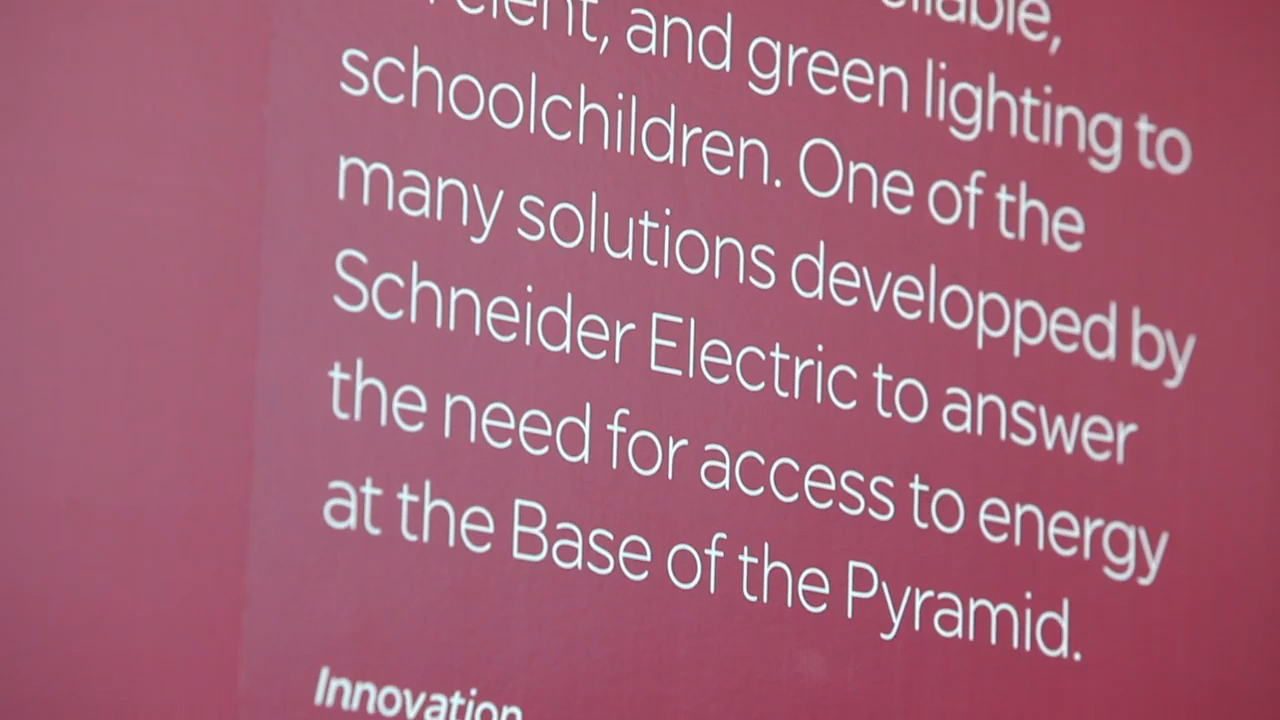 and green lighting to
schoolchildren. One of the
many solutions developped by
Schneider Electric to answer
the need for access to energy
at the Base of the Pyramid.
Innovation